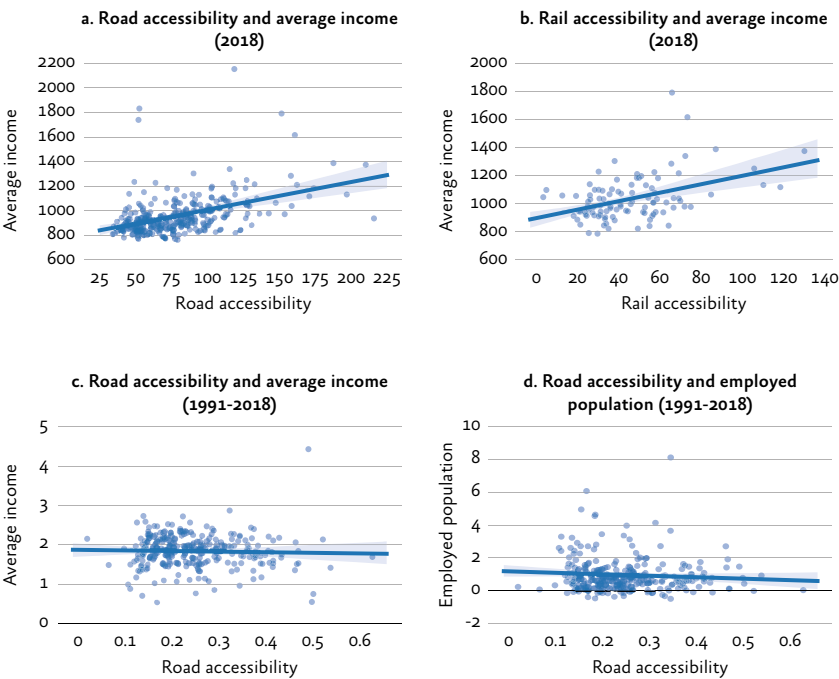 a. Road accessibility and average income
(2018)
2200
2000
1800
1600
1400
1200
1000
800
600
Average income
25 50 75 100 125 150 175 200 225
Road accessibility
b. Rail accessibility and average income
(2018)
2000
1800
1600
1400
1200
1000
800
600
Average income
0 20 40 60 80 100 120 140
Rail accessibility
c. Road accessibility and average income
(1991-2018)
5
4
3
2
1
0
Average income
0 0.1 0.2 0.3 0.4 0.5 0.6
Road accessibility
d. Road accessibility and employed
population (1991-2018)
10
8
6
4
2
0
-2
Employed population
0 0.1 0.2 0.3 0.4 0.5 0.6
Road accessibility